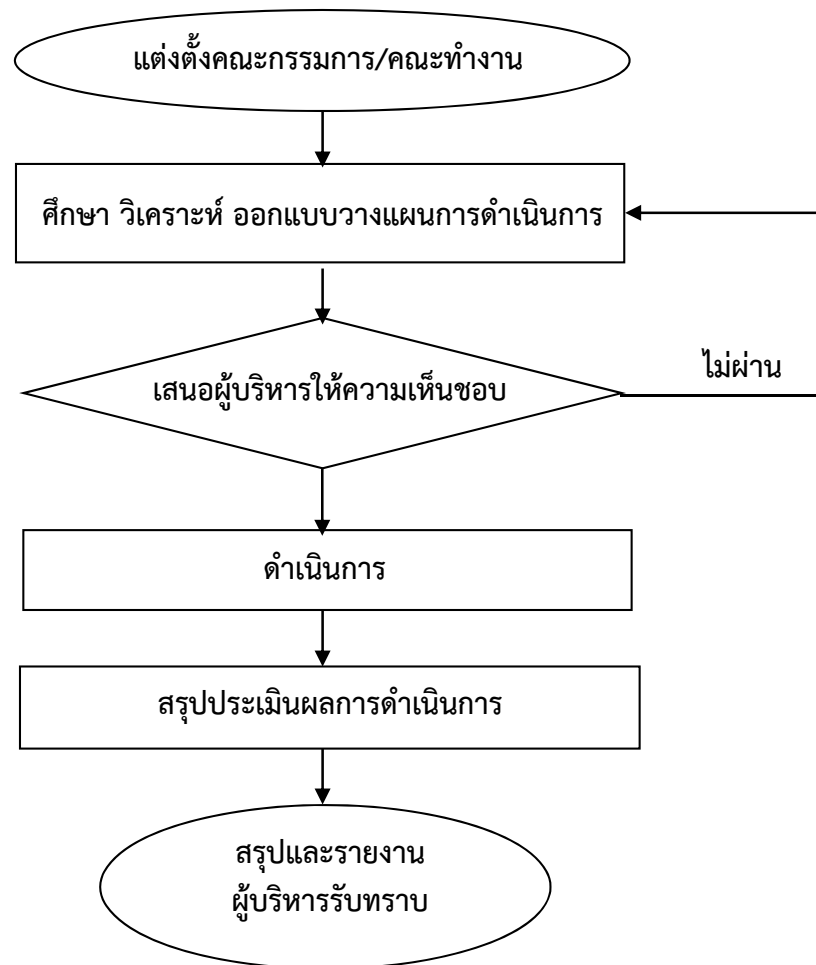 แต่งตั้งคณะกรรมการ/คณะทำงาน
ศึกษา วิเคราะห์ ออกแบบวางแผนการดำเนินการ
เสนอผู้บริหารให้ความเห็นชอบ
ไม่ผ่าน
ดำเนินการ
สรุปประเมินผลการดำเนินการ
สรุปและรายงาน
ผู้บริหารรับทราบ